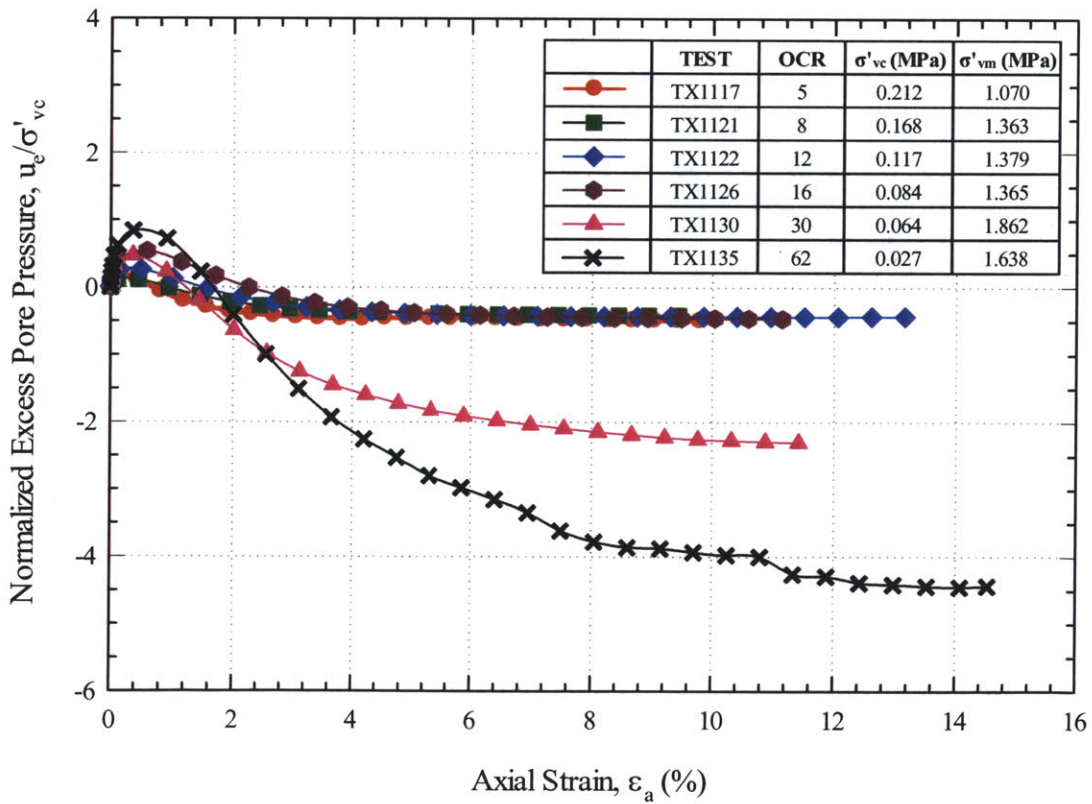 4
TEST OCR σ'vc (MPa) σ'vm (MPa)
TX1117 5 0.212 1.070
TX1121 8 0.168 1.363
TX1122 12 0.117 1.379
TX1126 16 0.084 1.365
TX1130 30 0.064 1.862
TX1135 62 0.027 1.638
2
0
-2
-4
-6
Normalized Excess Pore Pressure, ue/σ'vc
0 2 4 6 8 10 12 14 16
Axial Strain, εa (%)